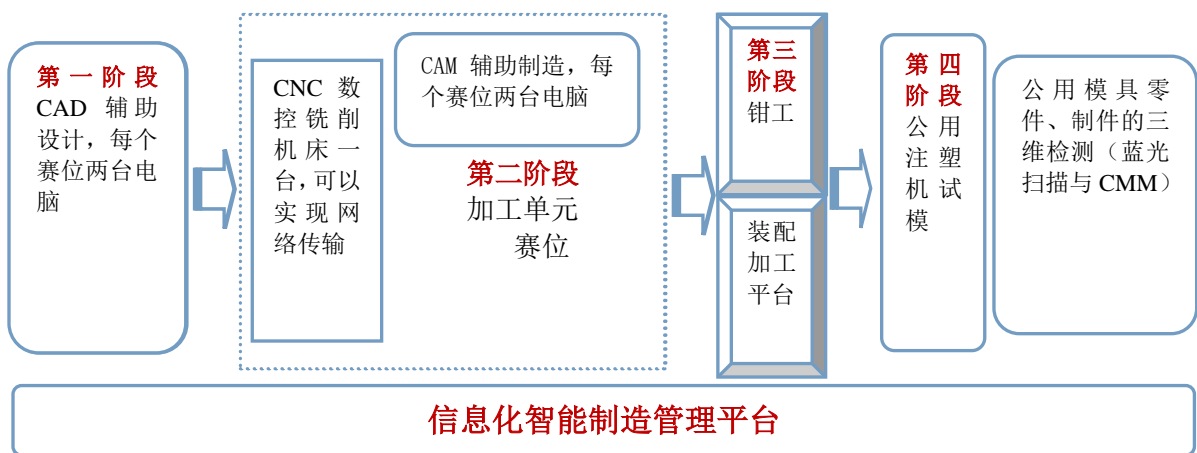 第一阶段
CAD 辅助
设计，每个
赛位两台电
脑
CNC 数
控铣削
机床一
台，可以
实现网
络传输
CAM 辅助制造，每
个赛位两台电脑
第二阶段
加工单元
赛位
第三
阶段
钳工
装配
加工
平台
第四
阶段
公用
注塑
机试
模
公用模具零
件、制件的三
维检测（蓝光
扫描与 CMM）
信息化智能制造管理平台